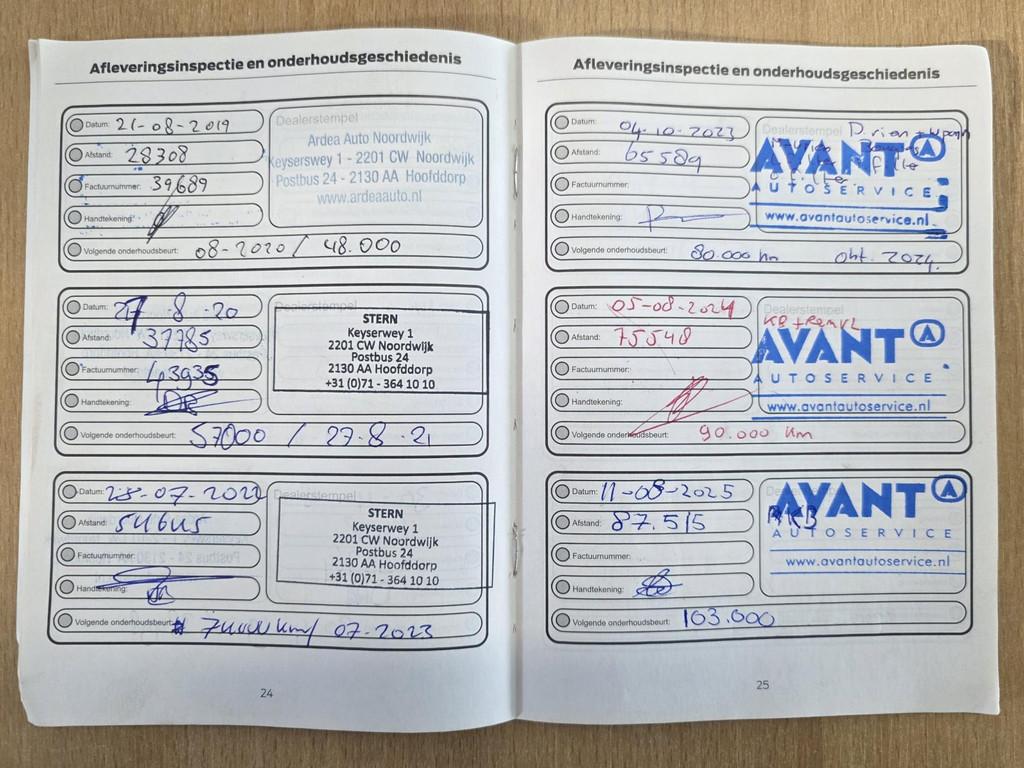 Afleveringsinspectie en onderhoudsgeschiedenis
Datum: 21-08-2019
Afstand: 28308
Factuurnummer: 39689
Handtekening:
Volgende onderhoudsbeurt: 08-2020 / 48.000
Dealerstempel
Ardea Auto Noordwijk
Keyserswey 1 - 2201 CW Noordwijk
Postbus 24 - 2130 AA Hoofddorp
www.ardeaauto.nl
Datum: 27-8-20
Afstand: 37785
Factuurnummer: 43935
Handtekening:
Volgende onderhoudsbeurt: 57000 / 27-8-21
Dealerstempel
STERN
Keyserwey 1
2201 CW Noordwijk
Postbus 24
2130 AA Hoofddorp
+31 (0)71 - 364 10 10
Datum: 28-07-2022
Afstand: 54645
Factuurnummer:
Handtekening:
Volgende onderhoudsbeurt: 74000 km/ 07-2023
Dealerstempel
STERN
Keyserwey 1
2201 CW Noordwijk
Postbus 24
2130 AA Hoofddorp
+31 (0)71 - 364 10 10
24
Afleveringsinspectie en onderhoudsgeschiedenis
Datum: 04-10-2023
Afstand: 65589
Factuurnummer:
Handtekening:
Volgende onderhoudsbeurt: 80.000 km okt. 2024.
Dealerstempel
AVANT A
AUTOSERVICE
www.avantautoservice.nl
Datum: 05-08-2024
Afstand: 75548
Factuurnummer:
Handtekening:
Volgende onderhoudsbeurt: 90.000 km
AVANT A
AUTOSERVICE
www.avantautoservice.nl
Datum: 11-08-2025
Afstand: 87.515
Factuurnummer:
Handtekening:
Volgende onderhoudsbeurt: 103.000
AVANT A
AUTOSERVICE
www.avantautoservice.nl
25